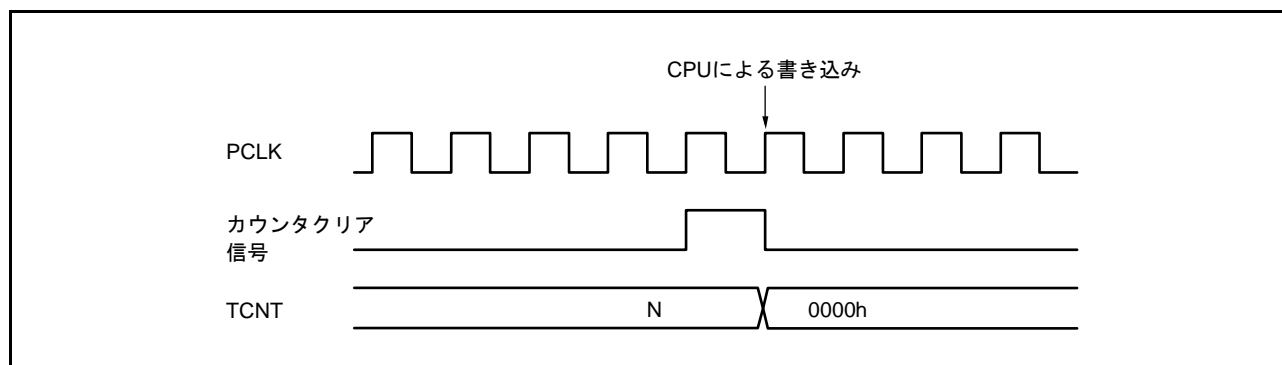 CPUによる書き込み
PCLK
カウンタクリア
信号
TCNT
N
0000h